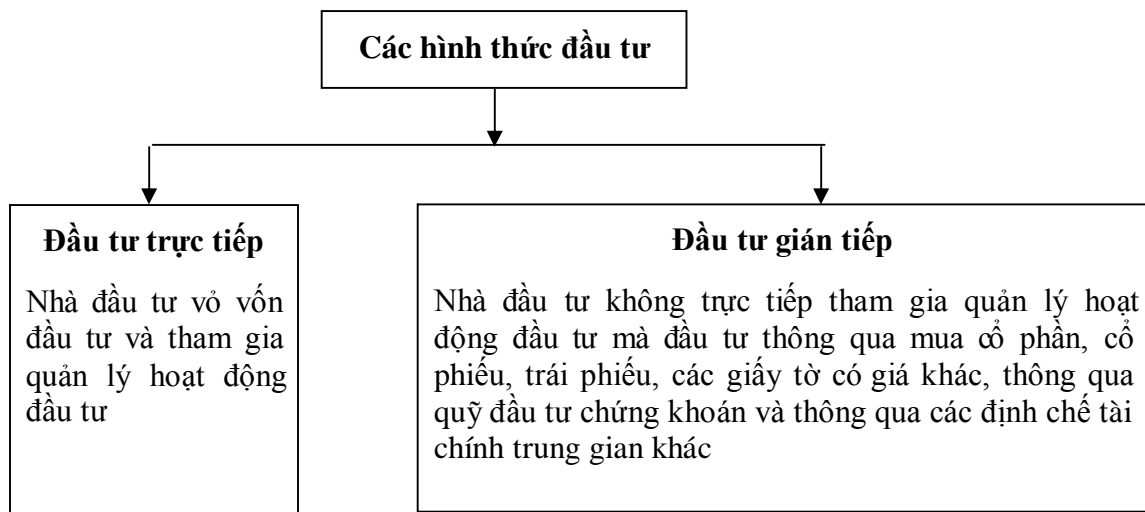 Các hình thức đầu tư
Đầu tư trực tiếp
Nhà đầu tư vỏ vốn
đầu tư và tham gia
quản lý hoạt động
đầu tư
Đầu tư gián tiếp
Nhà đầu tư không trực tiếp tham gia quản lý hoạt
động đầu tư mà đầu tư thông qua mua cổ phần, cổ
phiếu, trái phiếu, các giấy tờ có giá khác, thông qua
quỹ đầu tư chứng khoán và thông qua các định chế tài
chính trung gian khác